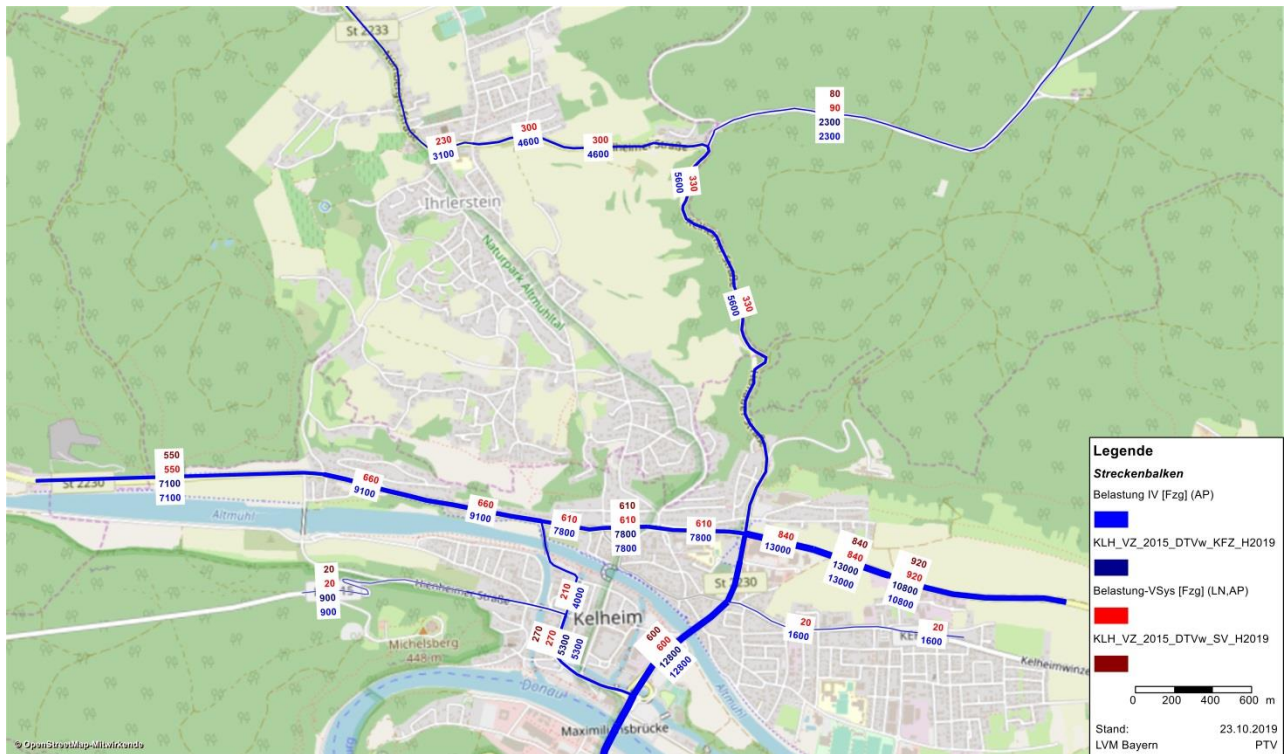 St 2233
80
90
2300
2300
230
3100
300
4600
300
4600
5600
330
Ihrlerstein
Naturpark Altmühltal
5600
330
550
550
7100
7100
St 2230
660
9100
660
9100
610
7800
610
610
7800
7800
610
7800
840
13000
840
840
13000
13000
920
920
10800
10800
Altmühl
St 2230
20
20
900
900
210
4000
Kelheim
20
1600
20
1600
Michelsberg
448 m
270
270
5300
5300
600
600
12800
12800
Kelheimwinze
Donau
Altmühl
Maximiliansbrücke
Legende
Streckenbalken
Belastung IV [Fzg] (AP)
KLH_VZ_2015_DTVw_KFZ_H2019
Belastung-VSys [Fzg] (LN,AP)
KLH_VZ_2015_DTVw_SV_H2019
0 200 400 600 m
Stand: 23.10.2019
LVM Bayern PTV
© OpenStreetMap-Mitwirkende